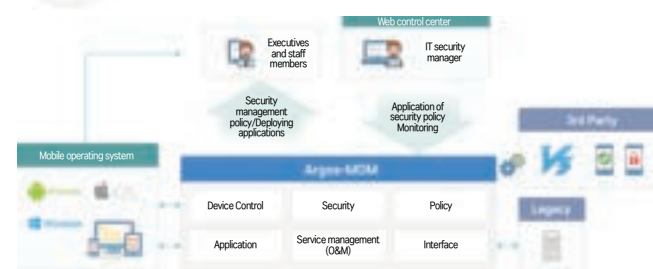 Web control center
Executives
and staff
members
IT security
manager
Security
management
policy/Deploying
applications
Application of
security policy
Monitoring
3rd Party
Mobile operating system
Argos-MDM
Device Control
Security
Policy
Legacy
Windows
Application
Service management
(O&M)
Interface